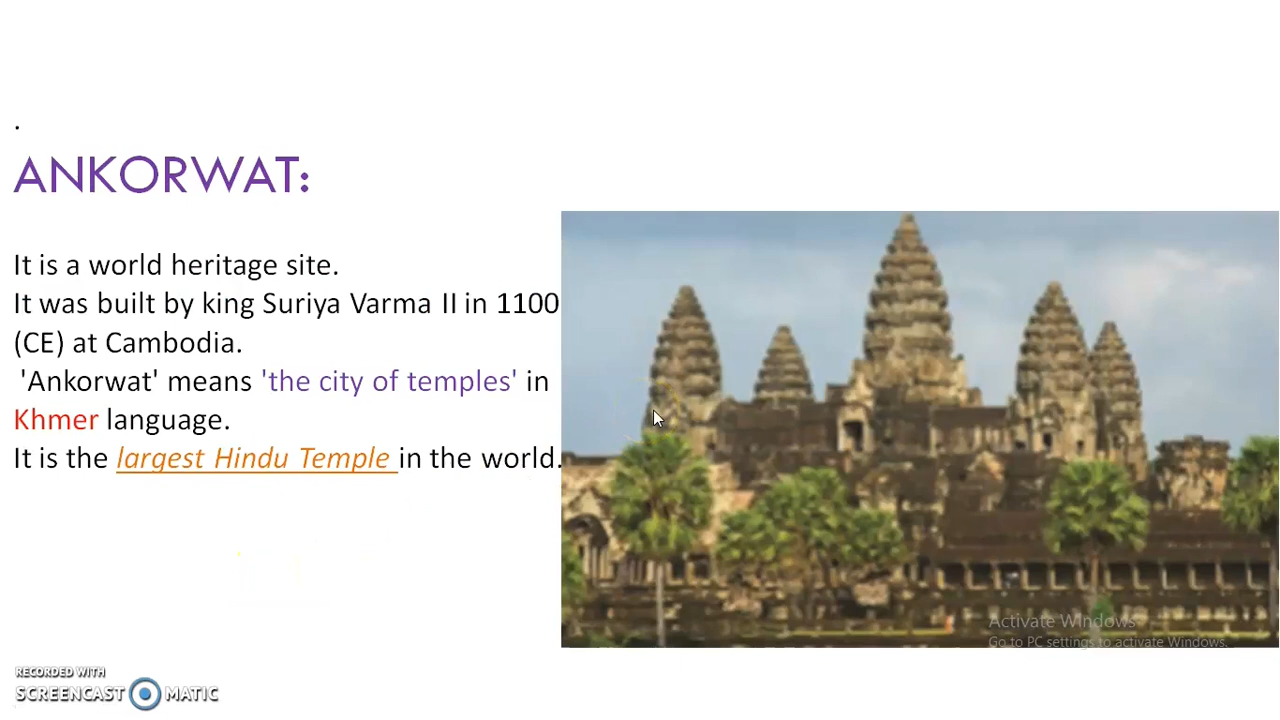 .
ANKORWAT:
It is a world heritage site.
It was built by king Suriya Varma II in 1100
(CE) at Cambodia.
'Ankorwat' means 'the city of temples' in
Khmer language.
It is the largest Hindu Temple in the world.
Activate Windows
Go to PC settings to activate Windows.
RECORDED WITH
SCREENCAST MATIC